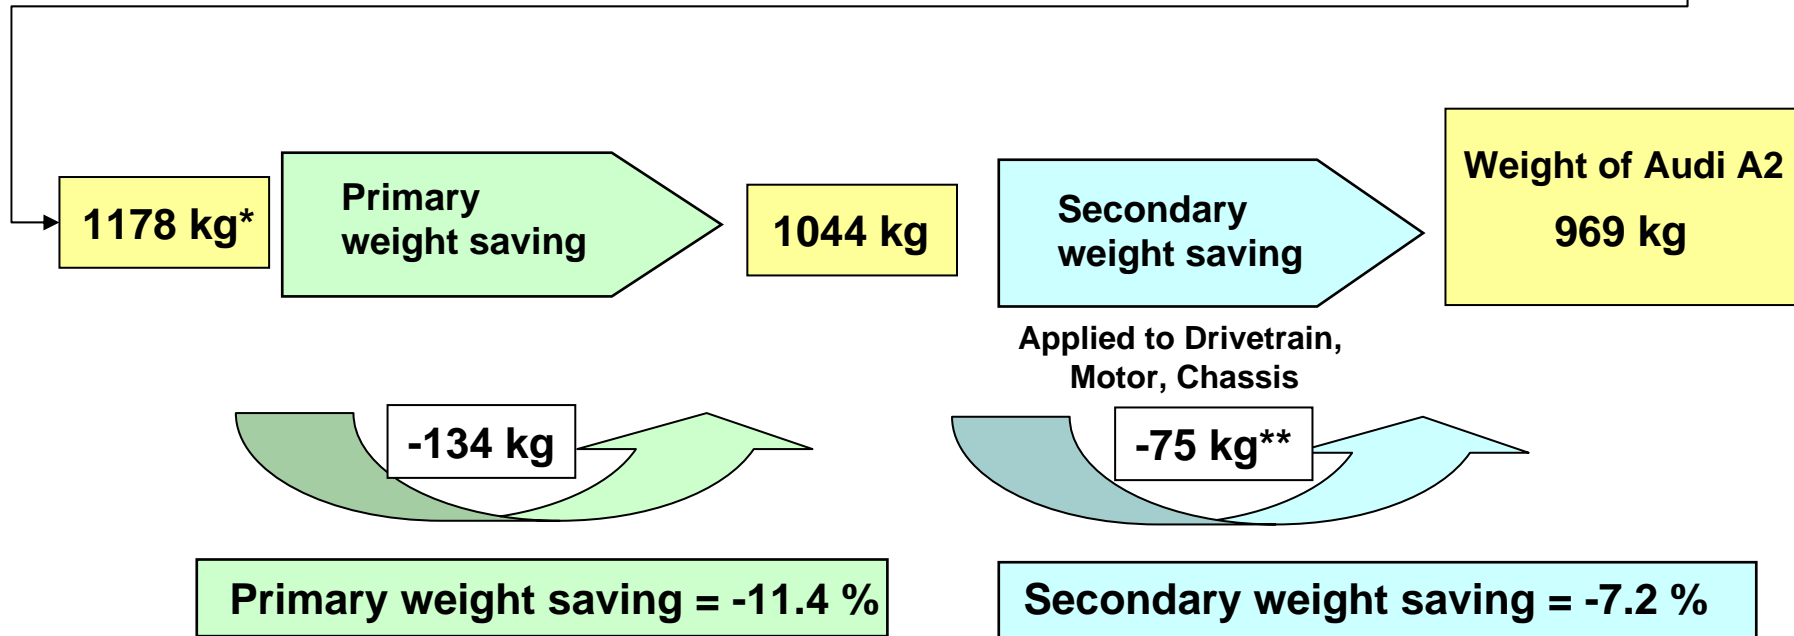 1178 kg*
Primary
weight saving
1044 kg
Secondary
weight saving
Weight of Audi A2
969 kg
Applied to Drivetrain,
Motor, Chassis
-134 kg
-75 kg**
Primary weight saving = -11.4 %
Secondary weight saving = -7.2 %